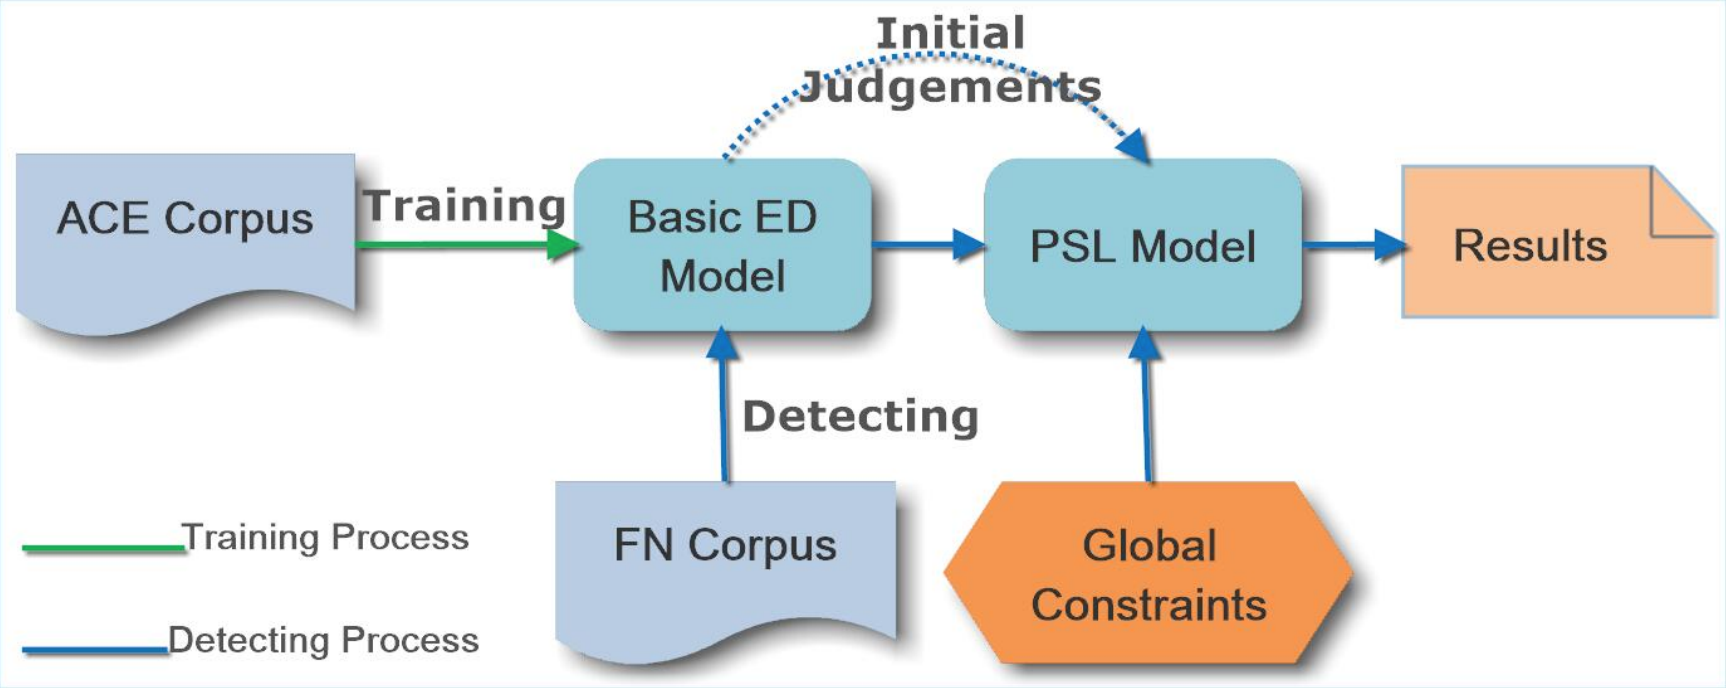 Initial
Judgements
ACE Corpus
Training
Basic ED
Model
PSL Model
Results
Detecting
FN Corpus
Global
Constraints
Training Process
Detecting Process